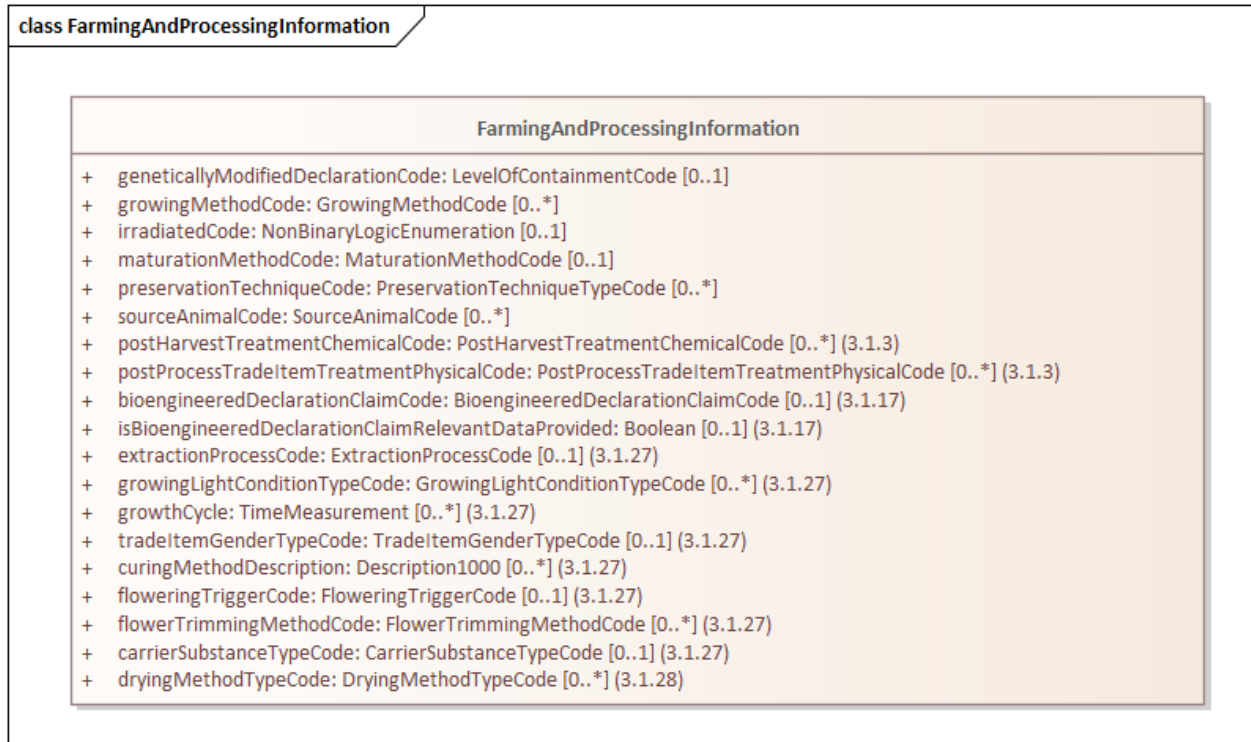 class FarmingAndProcessingInformation
FarmingAndProcessingInformation
+ geneticallyModifiedDeclarationCode: LevelOfContainmentCode [0..1]
+ growingMethodCode: GrowingMethodCode [0..*]
+ irradiatedCode: NonBinaryLogicEnumeration [0..1]
+ maturationMethodCode: MaturationMethodCode [0..1]
+ preservationTechniqueCode: PreservationTechniqueTypeCode [0..*]
+ sourceAnimalCode: SourceAnimalCode [0..*]
+ postHarvestTreatmentChemicalCode: PostHarvestTreatmentChemicalCode [0..*] (3.1.3)
+ postProcessTradeItemTreatmentPhysicalCode: PostProcessTradeItemTreatmentPhysicalCode [0..*] (3.1.3)
+ bioengineeredDeclarationClaimCode: BioengineeredDeclarationClaimCode [0..1] (3.1.17)
+ isBioengineeredDeclarationClaimRelevantDataProvided: Boolean [0..1] (3.1.17)
+ extractionProcessCode: ExtractionProcessCode [0..1] (3.1.27)
+ growingLightConditionTypeCode: GrowingLightConditionTypeCode [0..*] (3.1.27)
+ growthCycle: TimeMeasurement [0..*] (3.1.27)
+ tradeItemGenderTypeCode: TradeItemGenderTypeCode [0..1] (3.1.27)
+ curingMethodDescription: Description1000 [0..*] (3.1.27)
+ floweringTriggerCode: FloweringTriggerCode [0..1] (3.1.27)
+ flowerTrimmingMethodCode: FlowerTrimmingMethodCode [0..*] (3.1.27)
+ carrierSubstanceTypeCode: CarrierSubstanceTypeCode [0..1] (3.1.27)
+ dryingMethodTypeCode: DryingMethodTypeCode [0..*] (3.1.28)